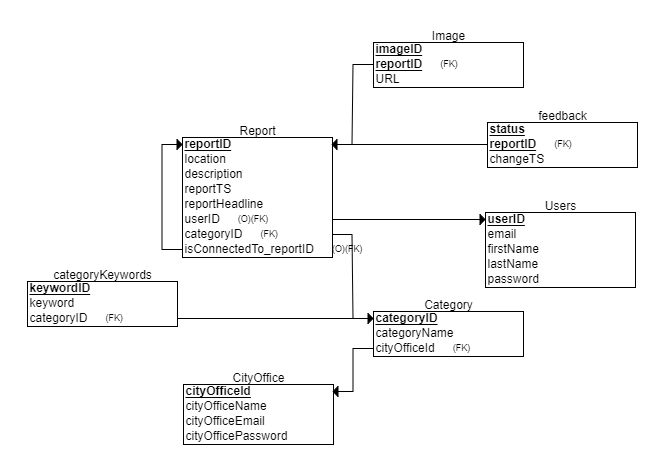 Image
imageID
reportID (FK)
URL
feedback
status
reportID (FK)
changeTS
Report
reportID
location
description
reportTS
reportHeadline
userID (O)(FK)
categoryID (FK)
isConnectedTo_reportID (O)(FK)
Users
userID
email
firstName
lastName
password
categoryKeywords
keywordID
keyword
categoryID (FK)
Category
categoryID
categoryName
cityOfficeId (FK)
CityOffice
cityOfficeId
cityOfficeName
cityOfficeEmail
cityOfficePassword